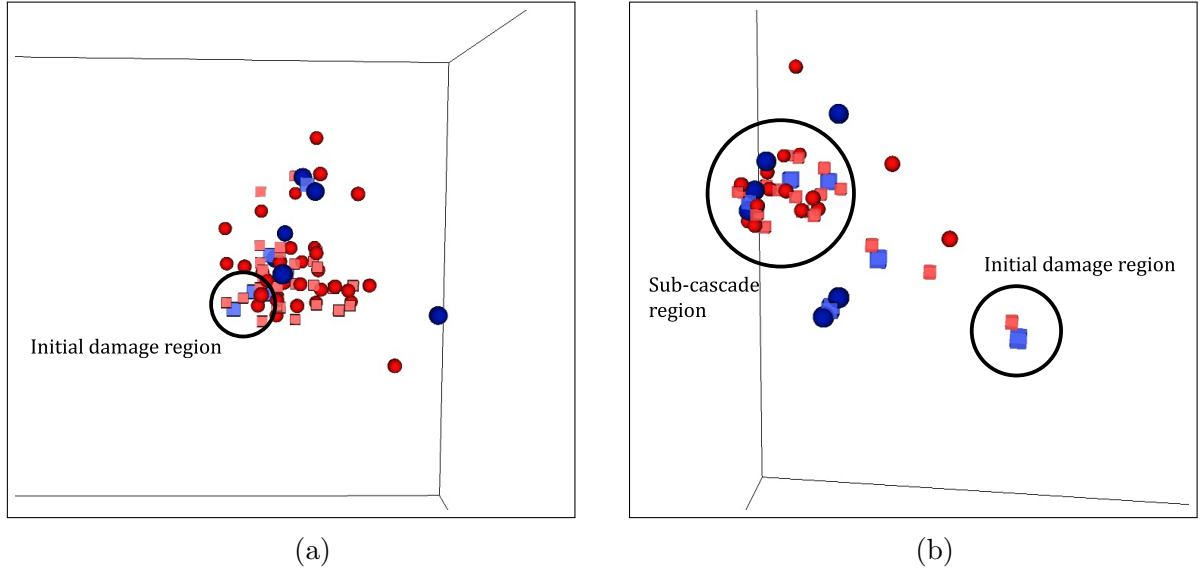 Initial damage region
(a)
Sub-cascade
region
Initial damage region
(b)